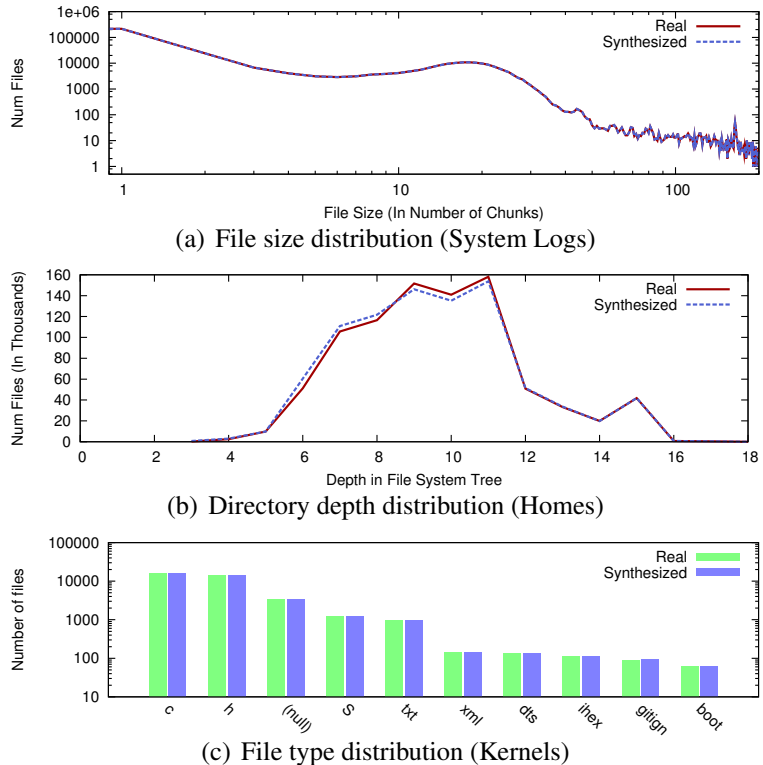 1e+06
100000
10000
1000
100
10
1
Num Files
Real
Synthesized
1 10 100
File Size (In Number of Chunks)
(a) File size distribution (System Logs)
160
140
120
100
80
60
40
20
0
Num Files (In Thousands)
Real
Synthesized
0 2 4 6 8 10 12 14 16 18
Depth in File System Tree
(b) Directory depth distribution (Homes)
100000
10000
1000
100
10
Number of files
Real
Synthesized
c h (null) S txt xml dts ihex gitign boot
(c) File type distribution (Kernels)